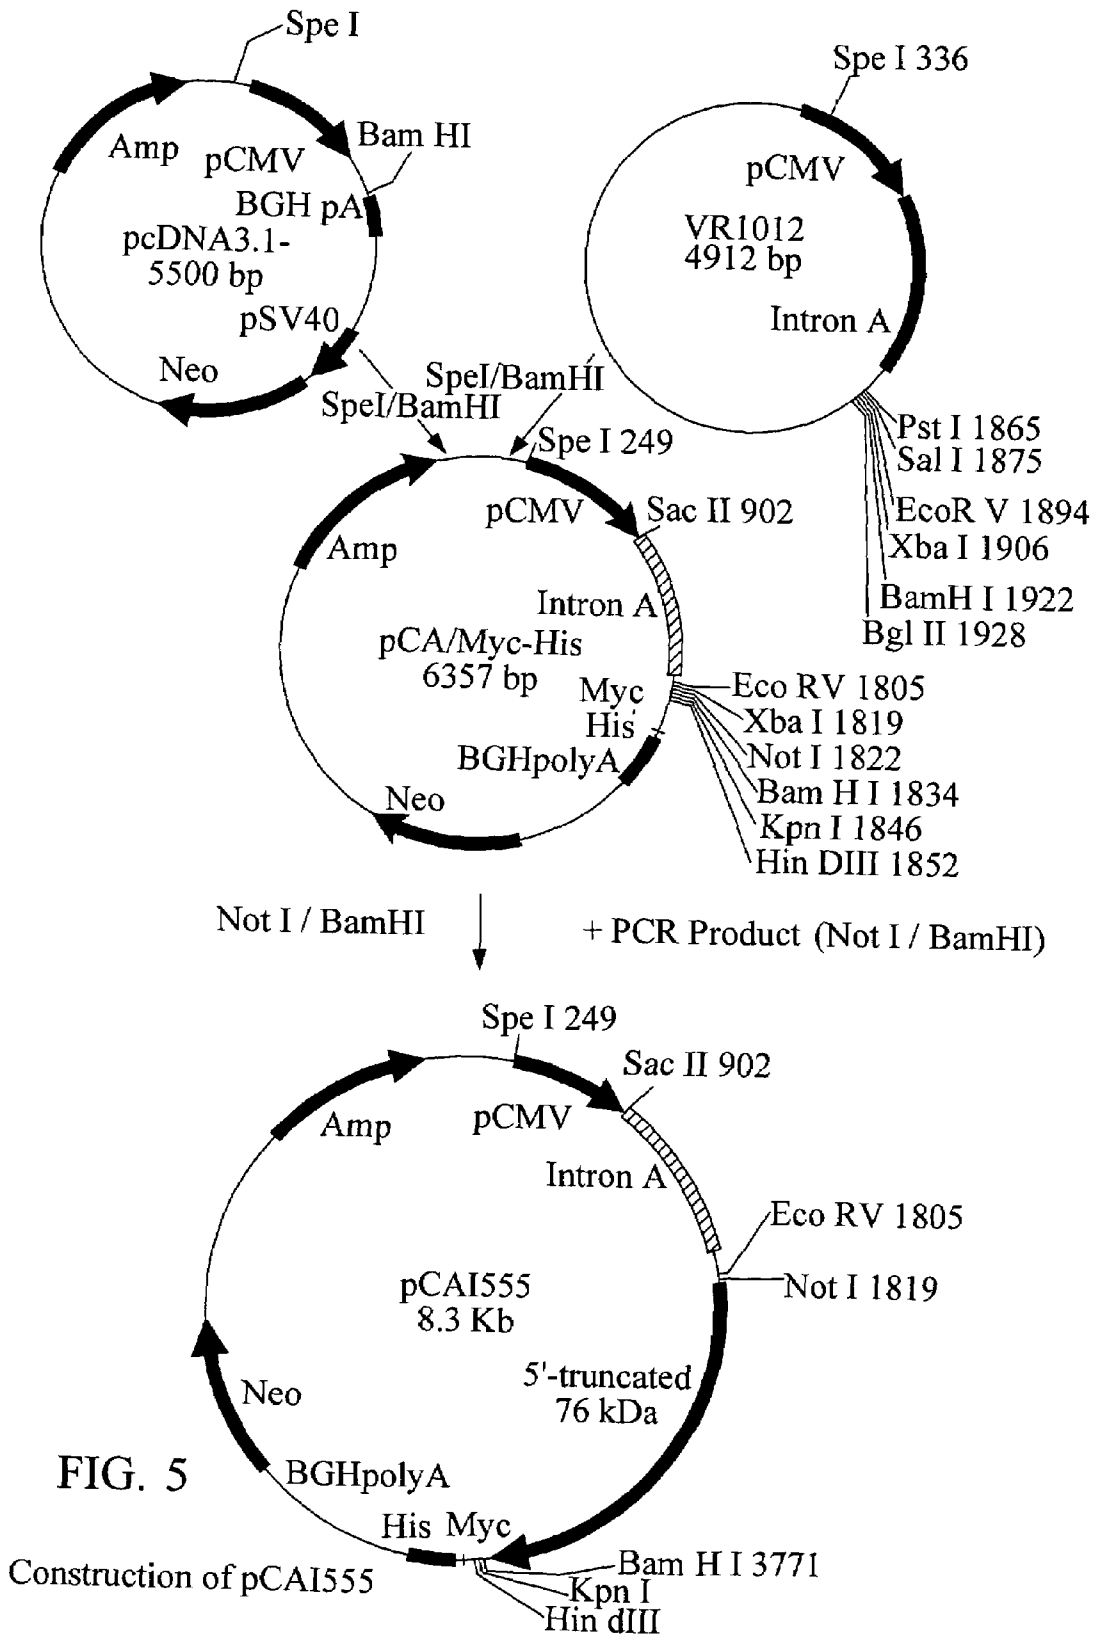 Spe I
Amp
pCMV
Bam HI
BGH pA
pcDNA3.1-
5500 bp
pSV40
Neo
Spe I 336
pCMV
VR1012
4912 bp
Intron A
Pst I 1865
Sal I 1875
EcoR V 1894
Xba I 1906
BamH I 1922
Bgl II 1928
SpeI/BamHI
SpeI/BamHI
Spe I 249
pCMV
Sac II 902
Amp
Intron A
pCA/Myc-His
6357 bp
Myc
His
BGHpolyA
Neo
Eco RV 1805
Xba I 1819
Not I 1822
Bam H I 1834
Kpn I 1846
Hin DIII 1852
Not I / BamHI
+ PCR Product (Not I / BamHI)
Spe I 249
Sac II 902
Amp
pCMV
Intron A
Eco RV 1805
Not I 1819
pCAI555
8.3 Kb
5'-truncated
76 kDa
Neo
BGHpolyA
His Myc
Bam H I 3771
Kpn I
Hin dIII
FIG. 5
Construction of pCAI555